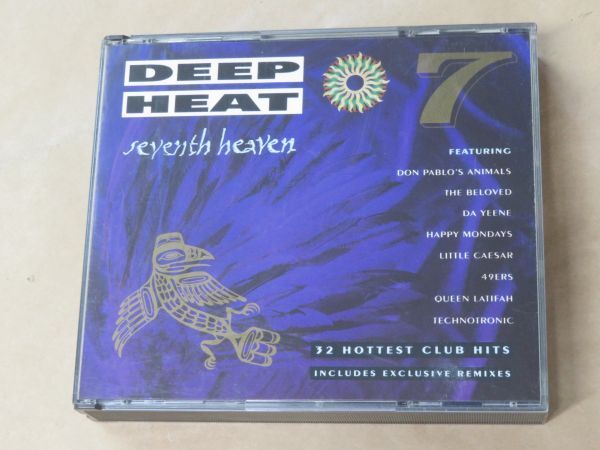 DEEP
HEAT
seventh heaven
7
FEATURING
DON PABLO'S ANIMALS
THE BELOVED
DA YEENE
HAPPY MONDAYS
LITTLE CAESAR
49ERS
QUEEN LATIFAH
TECHNOTRONIC
32 HOTTEST CLUB HITS
INCLUDES EXCLUSIVE REMIXES